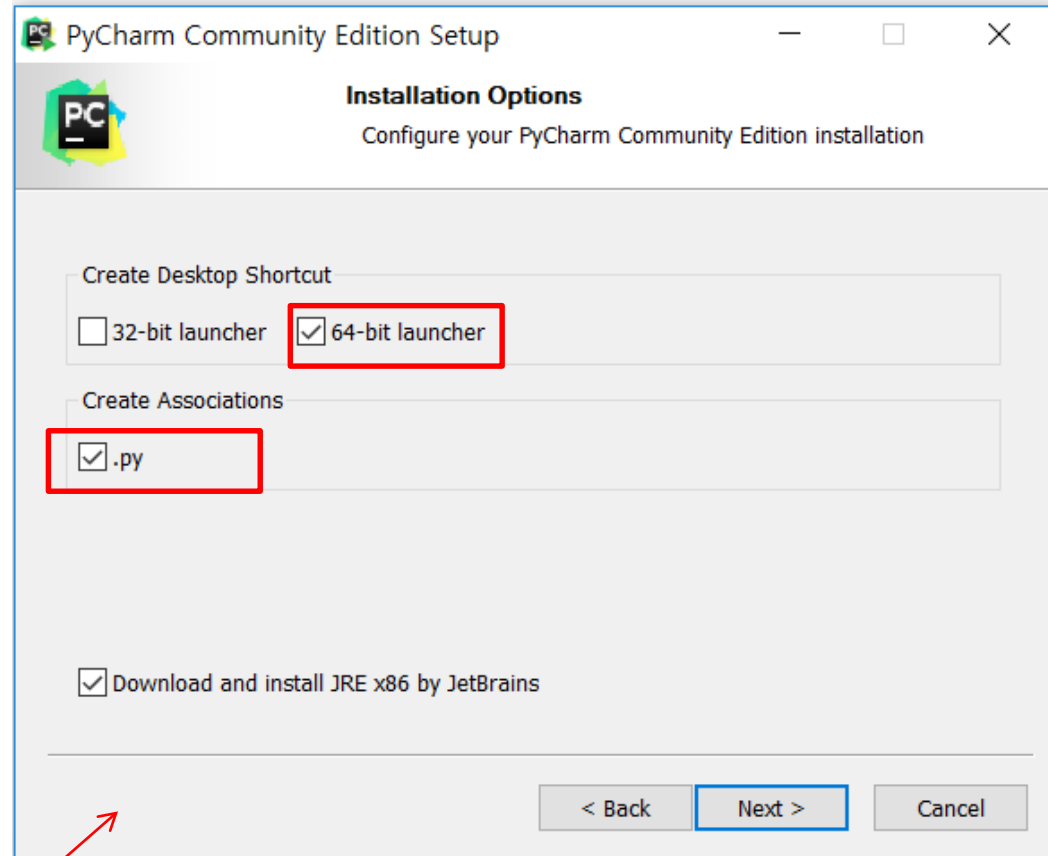 PyCharm Community Edition Setup
PC
Installation Options
Configure your PyCharm Community Edition installation
Create Desktop Shortcut
32-bit launcher 64-bit launcher
Create Associations
.py
Download and install JRE x86 by JetBrains
< Back Next > Cancel